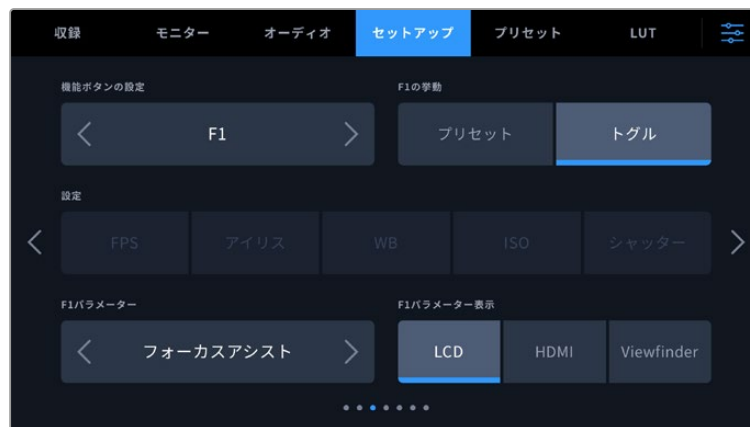 収録 モニター オーディオ セットアップ プリセット LUT
機能ボタンの設定 F1の挙動
F1 プリセット トグル
設定
FPS アイリス WB ISO シャッター
F1パラメーター F1パラメーター表示
フォーカスアシスト LCD HDMI Viewfinder